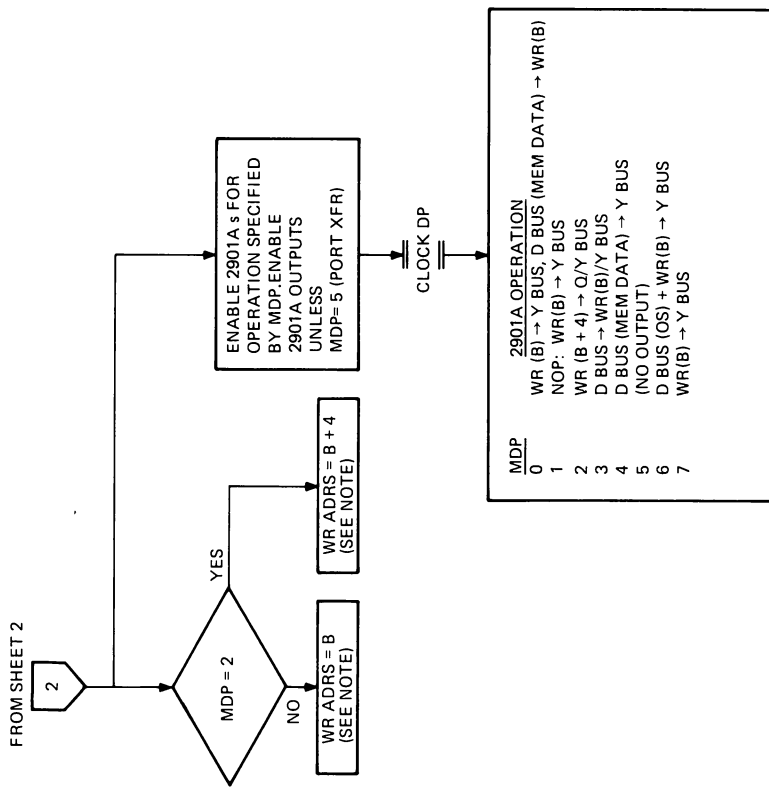 FROM SHEET 2
2
MDP = 2
YES
NO
WR ADRS = B
(SEE NOTE)
WR ADRS = B + 4
(SEE NOTE)
ENABLE 2901A s FOR
OPERATION SPECIFIED
BY MDP.ENABLE
2901A OUTPUTS
UNLESS
MDP= 5 (PORT XFR)
CLOCK DP
MDP 2901A OPERATION
0 WR (B) → Y BUS, D BUS (MEM DATA) → WR(B)
1 NOP: WR(B) → Y BUS
2 WR (B + 4) → Q/Y BUS
3 D BUS → WR(B)/Y BUS
4 D BUS (MEM DATA) → Y BUS
5 (NO OUTPUT)
6 D BUS (OS) + WR(B) → Y BUS
7 WR(B) → Y BUS